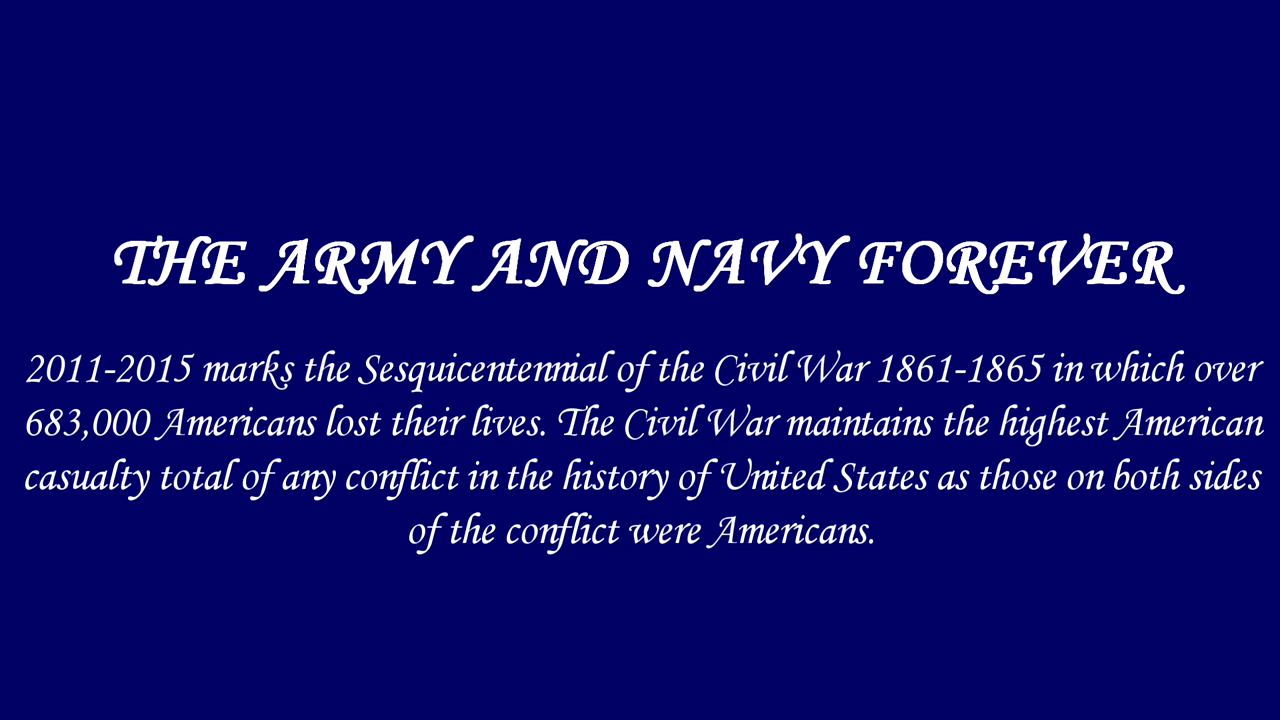 THE ARMY AND NAVY FOREVER
2011-2015 marks the Sesquicentennial of the Civil War 1861-1865 in which over
683,000 Americans lost their lives. The Civil War maintains the highest American
casualty total of any conflict in the history of United States as those on both sides
of the conflict were Americans.